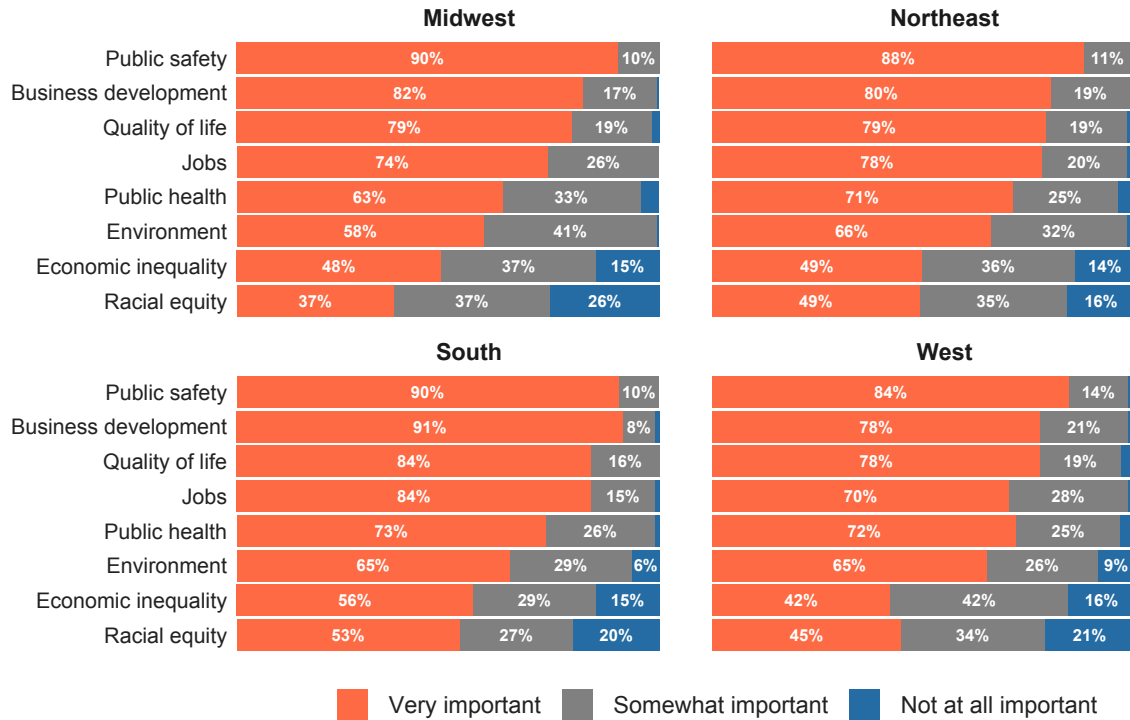 Midwest Northeast
Public safety 90% 10% 88% 11%
Business development 82% 17% 80% 19%
Quality of life 79% 19% 79% 19%
Jobs 74% 26% 78% 20%
Public health 63% 33% 71% 25%
Environment 58% 41% 66% 32%
Economic inequality 48% 37% 15% 49% 36% 14%
Racial equity 37% 37% 26% 49% 35% 16%
South West
Public safety 90% 10% 84% 14%
Business development 91% 8% 78% 21%
Quality of life 84% 16% 78% 19%
Jobs 84% 15% 70% 28%
Public health 73% 26% 72% 25%
Environment 65% 29% 6% 65% 26% 9%
Economic inequality 56% 29% 15% 42% 42% 16%
Racial equity 53% 27% 20% 45% 34% 21%
Very important Somewhat important Not at all important